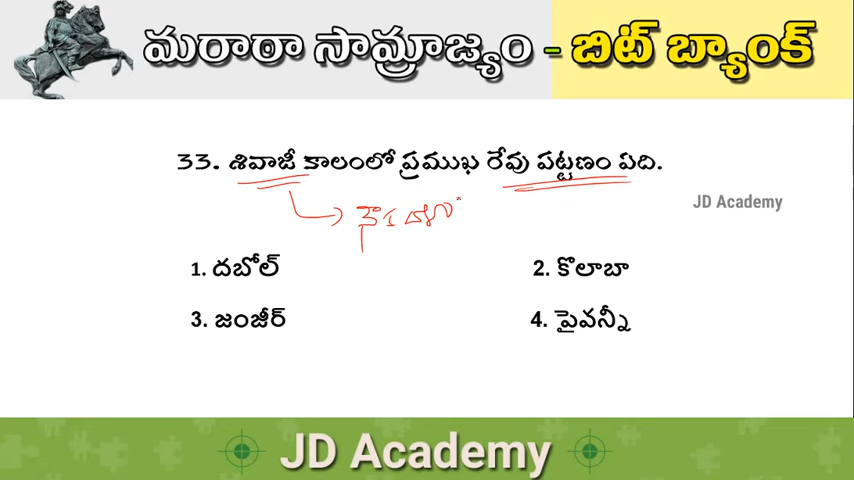 మరాఠా సామ్రాజ్యం - బిట్ బ్యాంక్
33. శివాజీ కాలంలో ప్రముఖ రేవు పట్టణం ఏది.
JD Academy
1. దబోల్
2. కొలాబా
3. జంజీర్
4. పైవన్నీ
JD Academy